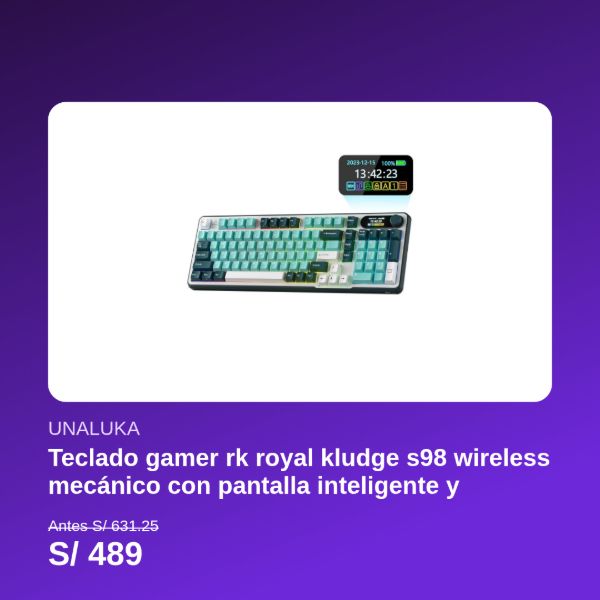 2023-12-15 100%
13:42:23
UNALUKA
Teclado gamer rk royal kludge s98 wireless
mecánico con pantalla inteligente y
Antes S/ 631.25
S/ 489